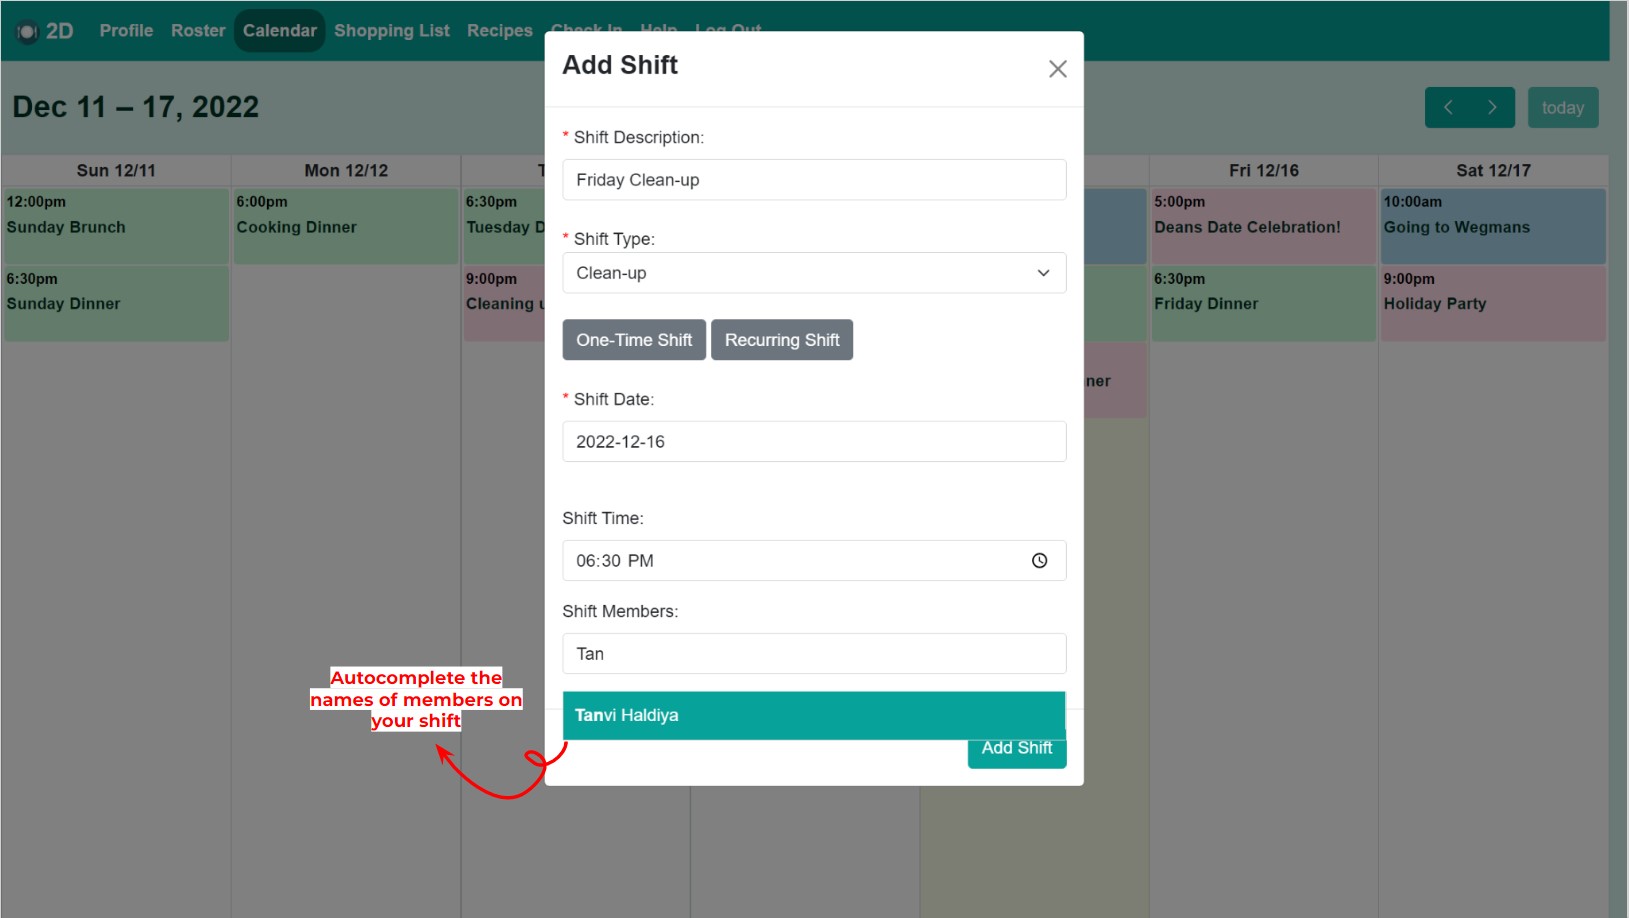 2D Profile Roster Calendar Shopping List Recipes Check In Help Log Out
Add Shift
Dec 11 – 17, 2022
today
Sun 12/11
Mon 12/12
Fri 12/16
Sat 12/17
12:00pm
Sunday Brunch
6:30pm
Sunday Dinner
6:00pm
Cooking Dinner
6:30pm
Tuesday D
9:00pm
Cleaning u
* Shift Description:
Friday Clean-up
* Shift Type:
Clean-up
One-Time Shift Recurring Shift
* Shift Date:
2022-12-16
Shift Time:
06:30 PM
Shift Members:
Tan
Tanvi Haldiya
Add Shift
ner
5:00pm
Deans Date Celebration!
6:30pm
Friday Dinner
10:00am
Going to Wegmans
9:00pm
Holiday Party
Autocomplete the
names of members on
your shift